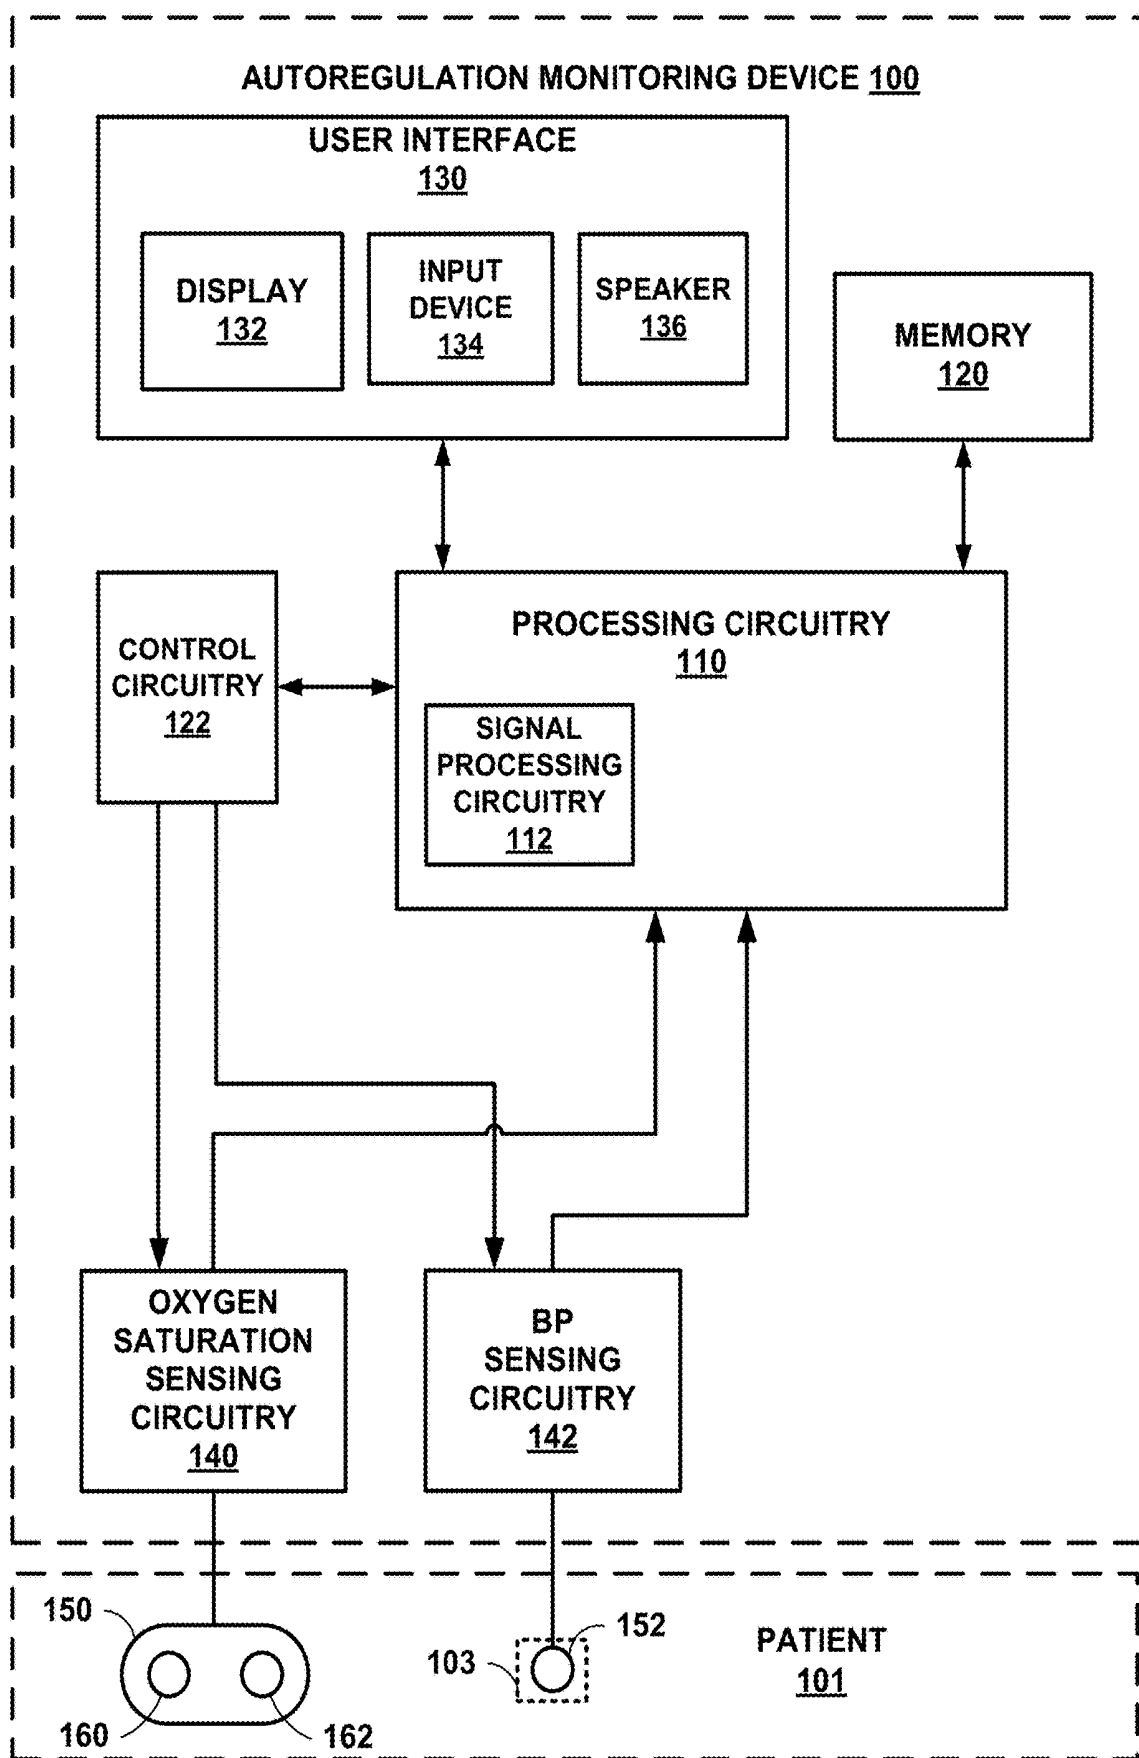 AUTOREGULATION MONITORING DEVICE 100
USER INTERFACE
130
DISPLAY
132
INPUT
DEVICE
134
SPEAKER
136
MEMORY
120
CONTROL
CIRCUITRY
122
PROCESSING CIRCUITRY
110
SIGNAL
PROCESSING
CIRCUITRY
112
OXYGEN
SATURATION
SENSING
CIRCUITRY
140
BP
SENSING
CIRCUITRY
142
150
160
162
103
152
PATIENT
101